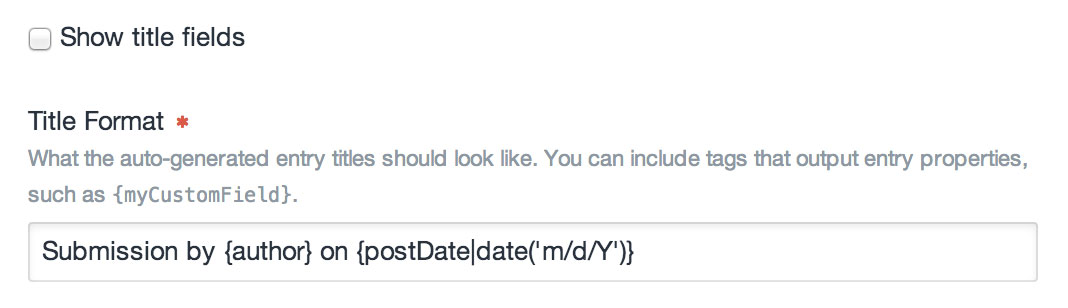 Show title fields
Title Format *
What the auto-generated entry titles should look like. You can include tags that output entry properties,
such as {myCustomField}.
Submission by {author} on {postDate|date('m/d/Y')}